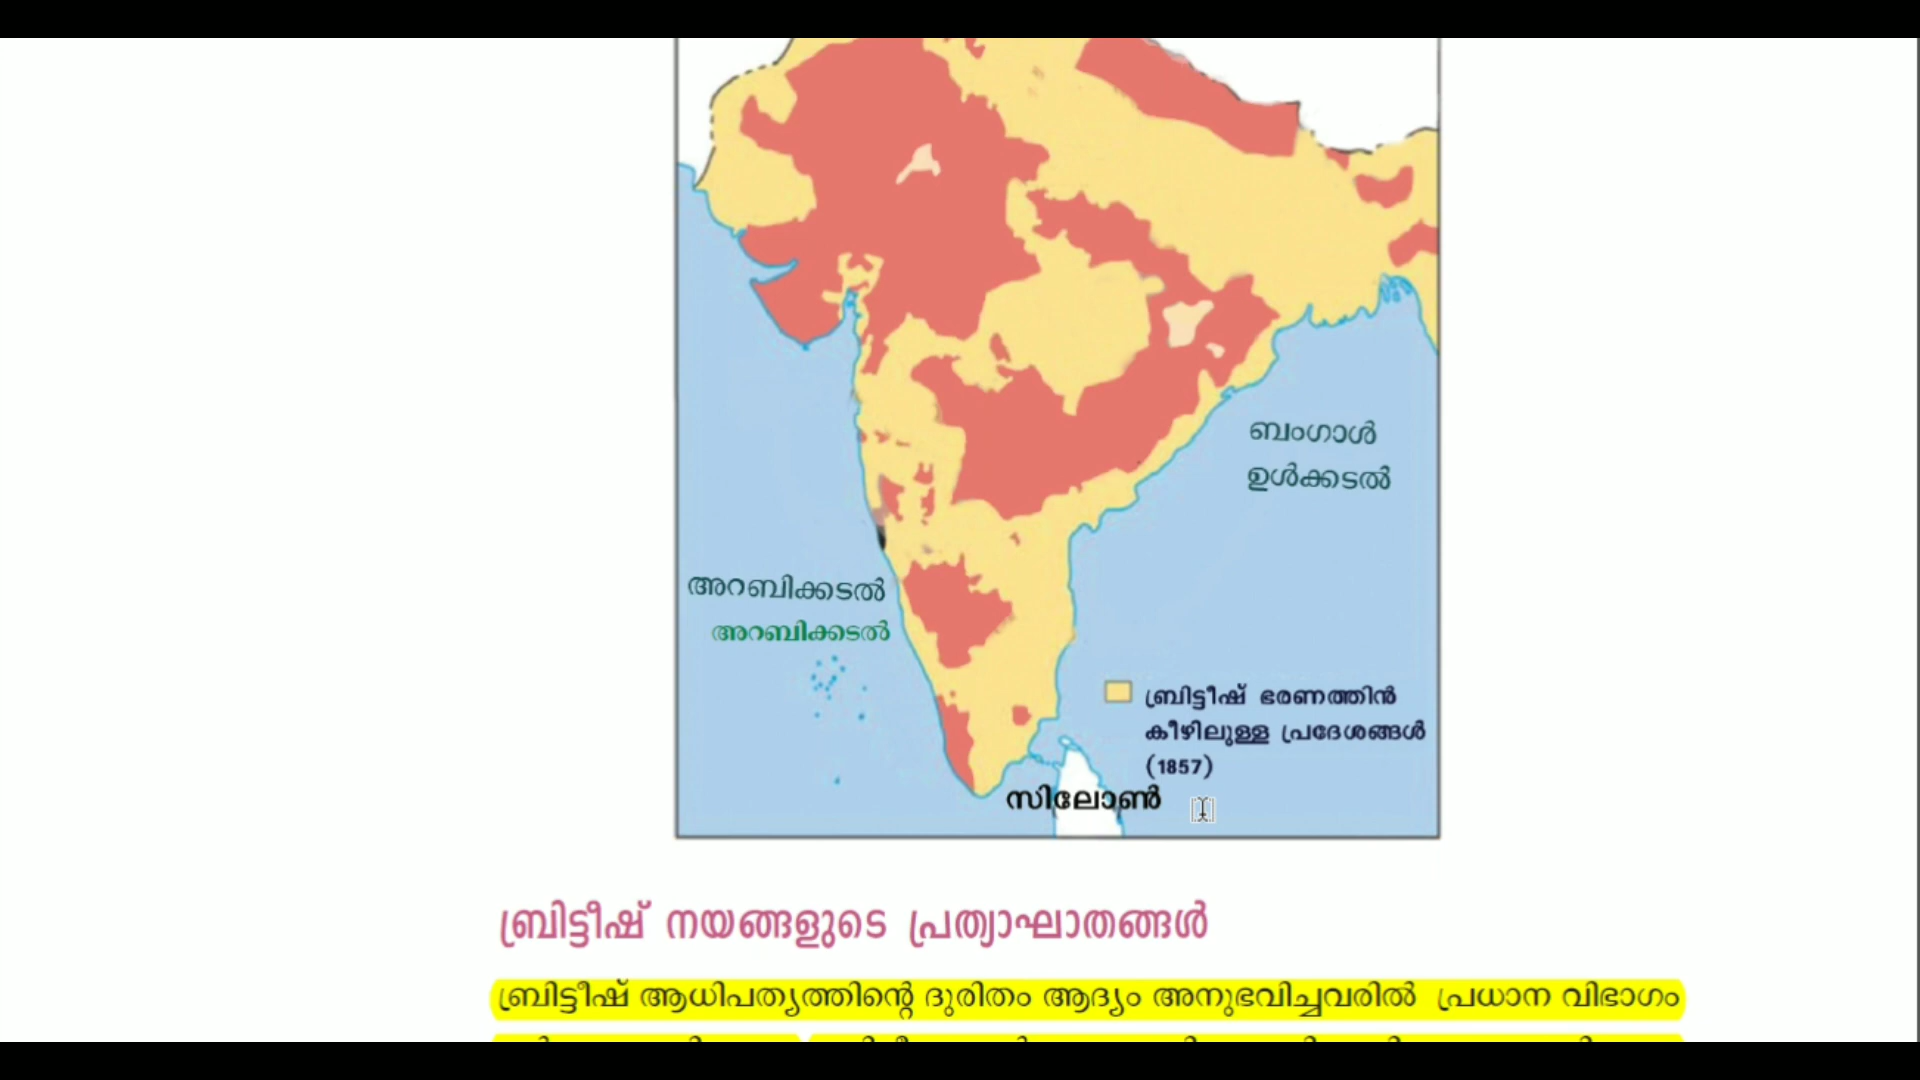 ബംഗാൾ
ഉൾക്കടൽ
അറബിക്കടൽ
അറബിക്കടൽ
ബ്രിട്ടീഷ് ഭരണത്തിൻ
കീഴിലുള്ള പ്രദേശങ്ങൾ
(1857)
സിലോൺ
ബ്രിട്ടീഷ് നയങ്ങളുടെ പ്രത്യാഘാതങ്ങൾ
ബ്രിട്ടീഷ് ആധിപത്യത്തിന്റെ ദുരിതം ആദ്യം അനുഭവിച്ചവരിൽ പ്രധാന വിഭാഗം